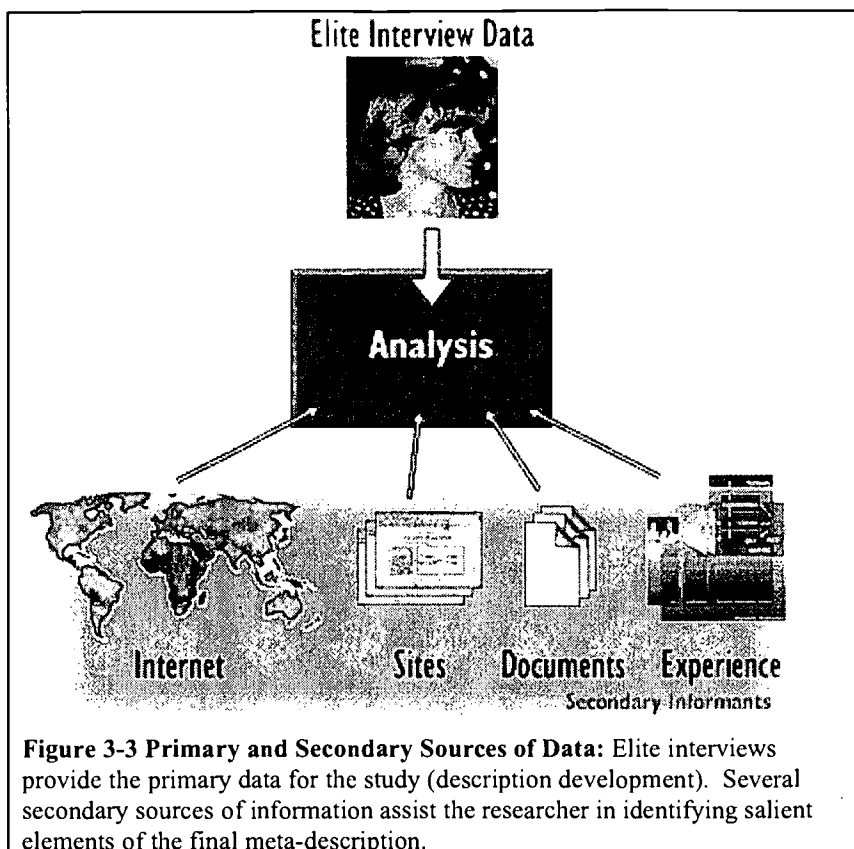 Elite Interview Data
Analysis
Internet Sites Documents Experience
Secondary Informants
Figure 3-3 Primary and Secondary Sources of Data: Elite interviews
provide the primary data for the study (description development). Several
secondary sources of information assist the researcher in identifying salient
elements of the final meta-description.